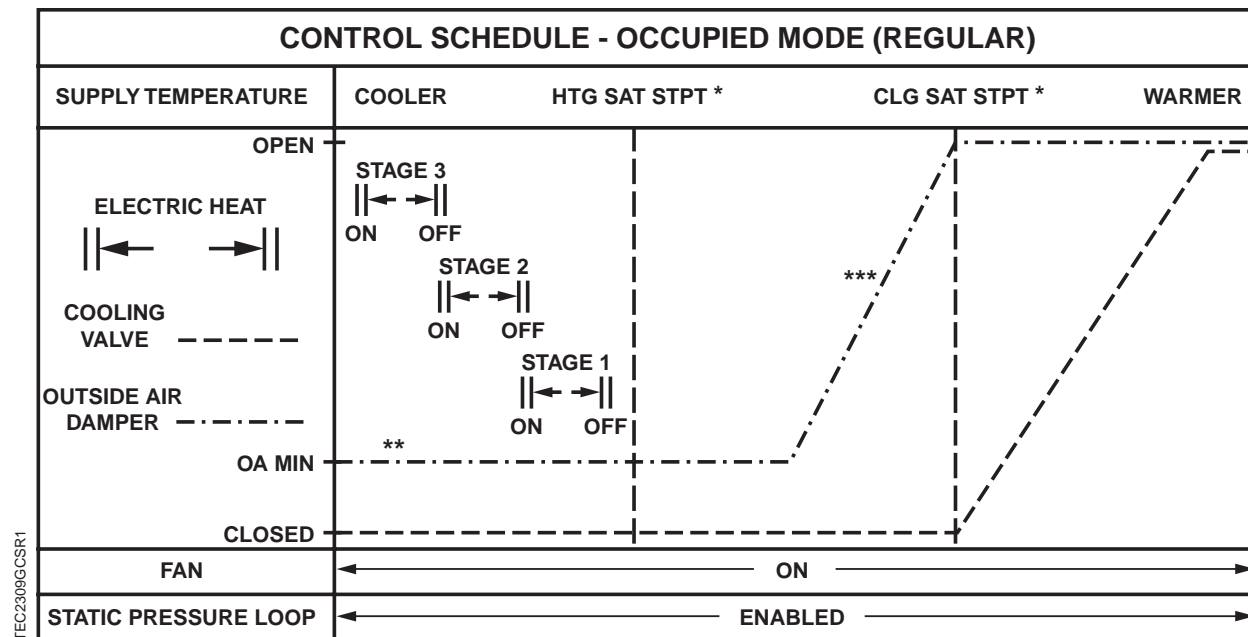 CONTROL SCHEDULE - OCCUPIED MODE (REGULAR)
SUPPLY TEMPERATURE COOLER HTG SAT STPT * CLG SAT STPT * WARMER
OPEN
STAGE 3
ELECTRIC HEAT
ON OFF
STAGE 2
***
COOLING
VALVE
ON OFF
STAGE 1
OUTSIDE AIR
DAMPER
ON OFF
**
OA MIN
CLOSED
FAN ON
STATIC PRESSURE LOOP ENABLED
TEC2309GCSR1